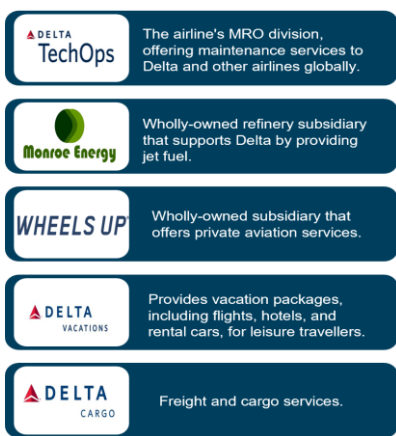 DELTA
TechOps
The airline's MRO division,
offering maintenance services to
Delta and other airlines globally.
Monroe Energy
Wholly-owned refinery subsidiary
that supports Delta by providing
jet fuel.
WHEELS UP
Wholly-owned subsidiary that
offers private aviation services.
DELTA
VACATIONS
Provides vacation packages,
including flights, hotels, and
rental cars, for leisure travellers.
DELTA
CARGO
Freight and cargo services.